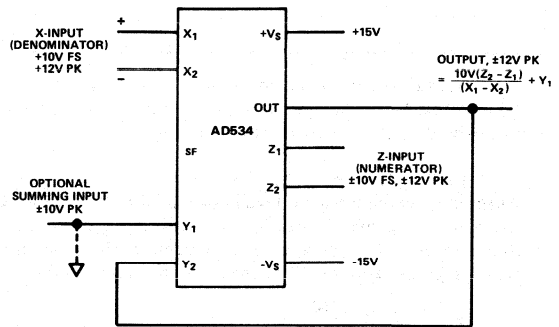 +
X-INPUT
(DENOMINATOR)
+10V FS
+12V PK
–
X1
X2
SF
Y1
Y2
AD534
+VS
OUT
Z1
Z2
-VS
+15V
OUTPUT, ±12V PK
= 10V(Z2 – Z1) / (X1 – X2) + Y1
Z-INPUT
(NUMERATOR)
±10V FS, ±12V PK
-15V
OPTIONAL
SUMMING INPUT
±10V PK